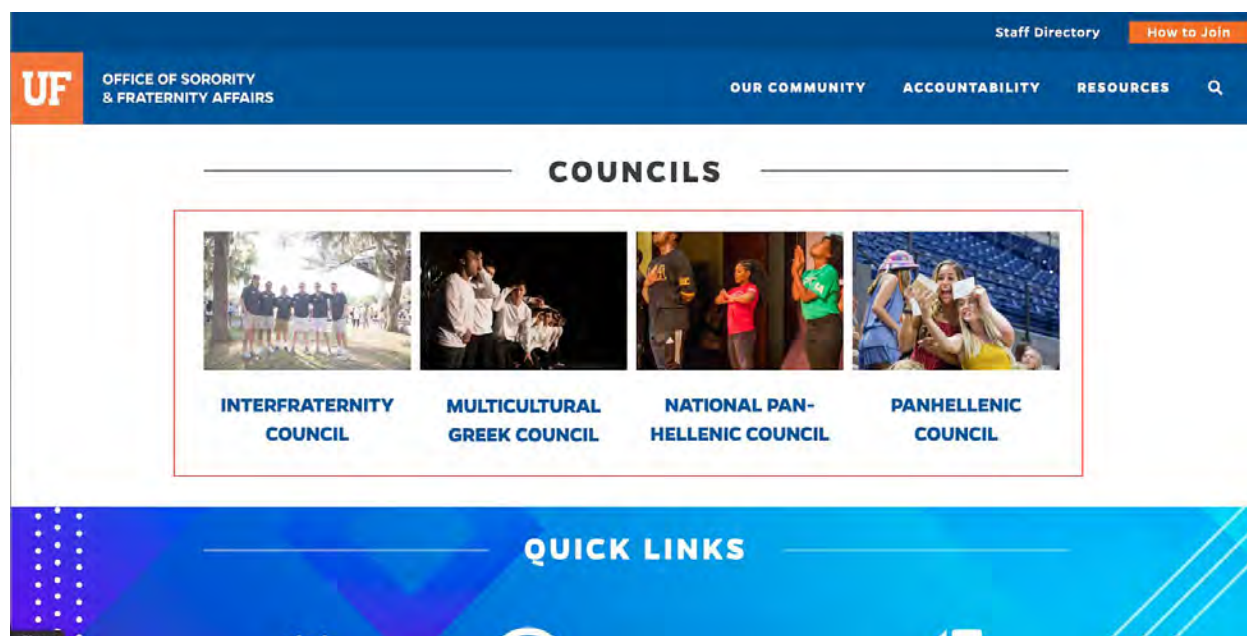 Staff Directory
How to Join
UF
OFFICE OF SORORITY
& FRATERNITY AFFAIRS
OUR COMMUNITY
ACCOUNTABILITY
RESOURCES
COUNCILS
INTERFRATERNITY
COUNCIL
MULTICULTURAL
GREEK COUNCIL
NATIONAL PAN-
HELLENIC COUNCIL
PANHELLENIC
COUNCIL
QUICK LINKS